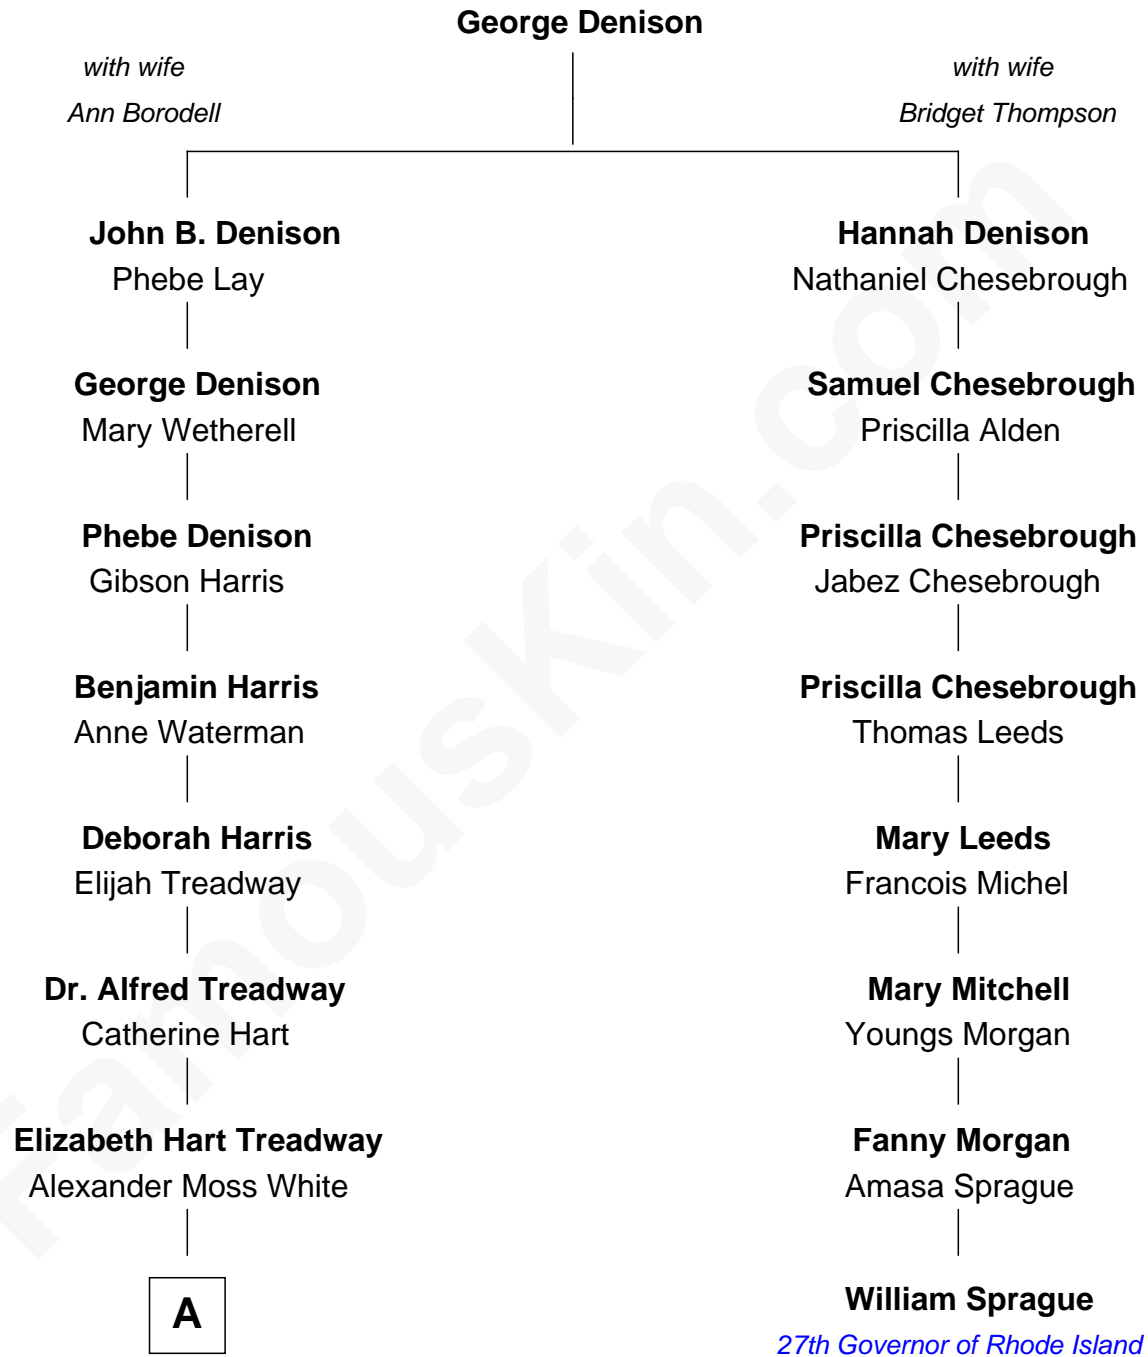 George Denison
with wife
Ann Borodell
with wife
Bridget Thompson
John B. Denison
Phebe Lay
Hannah Denison
Nathaniel Chesebrough
George Denison
Mary Wetherell
Samuel Chesebrough
Priscilla Alden
Phebe Denison
Gibson Harris
Priscilla Chesebrough
Jabez Chesebrough
Benjamin Harris
Anne Waterman
Priscilla Chesebrough
Thomas Leeds
Deborah Harris
Elijah Treadway
Mary Leeds
Francois Michel
Dr. Alfred Treadway
Catherine Hart
Mary Mitchell
Youngs Morgan
Elizabeth Hart Treadway
Alexander Moss White
Fanny Morgan
Amasa Sprague
A
William Sprague
27th Governor of Rhode Island
FamousKin.com